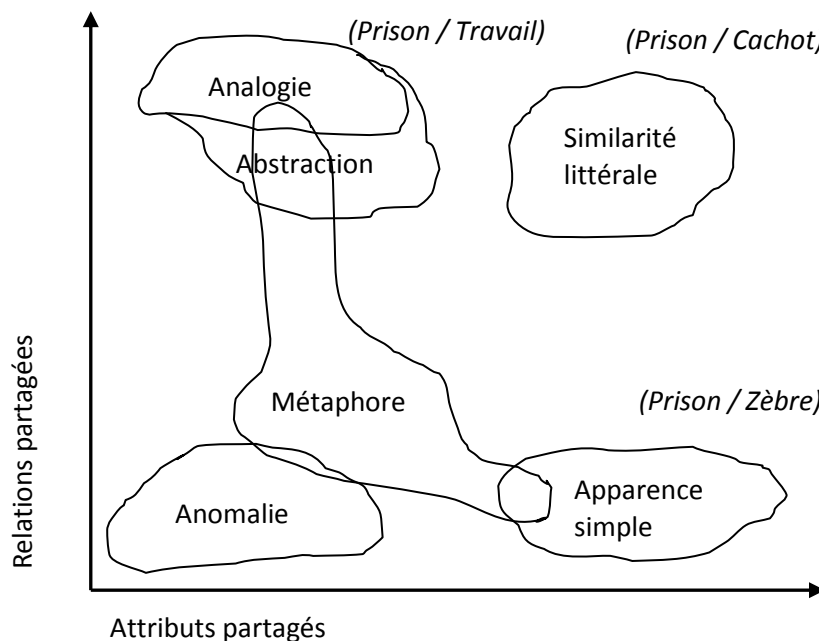 (Prison / Travail)
(Prison / Cachot)
Analogie
Abstraction
Similarité
littérale
Relations partagées
Métaphore
(Prison / Zèbre)
Anomalie
Apparence
simple
Attributs partagés